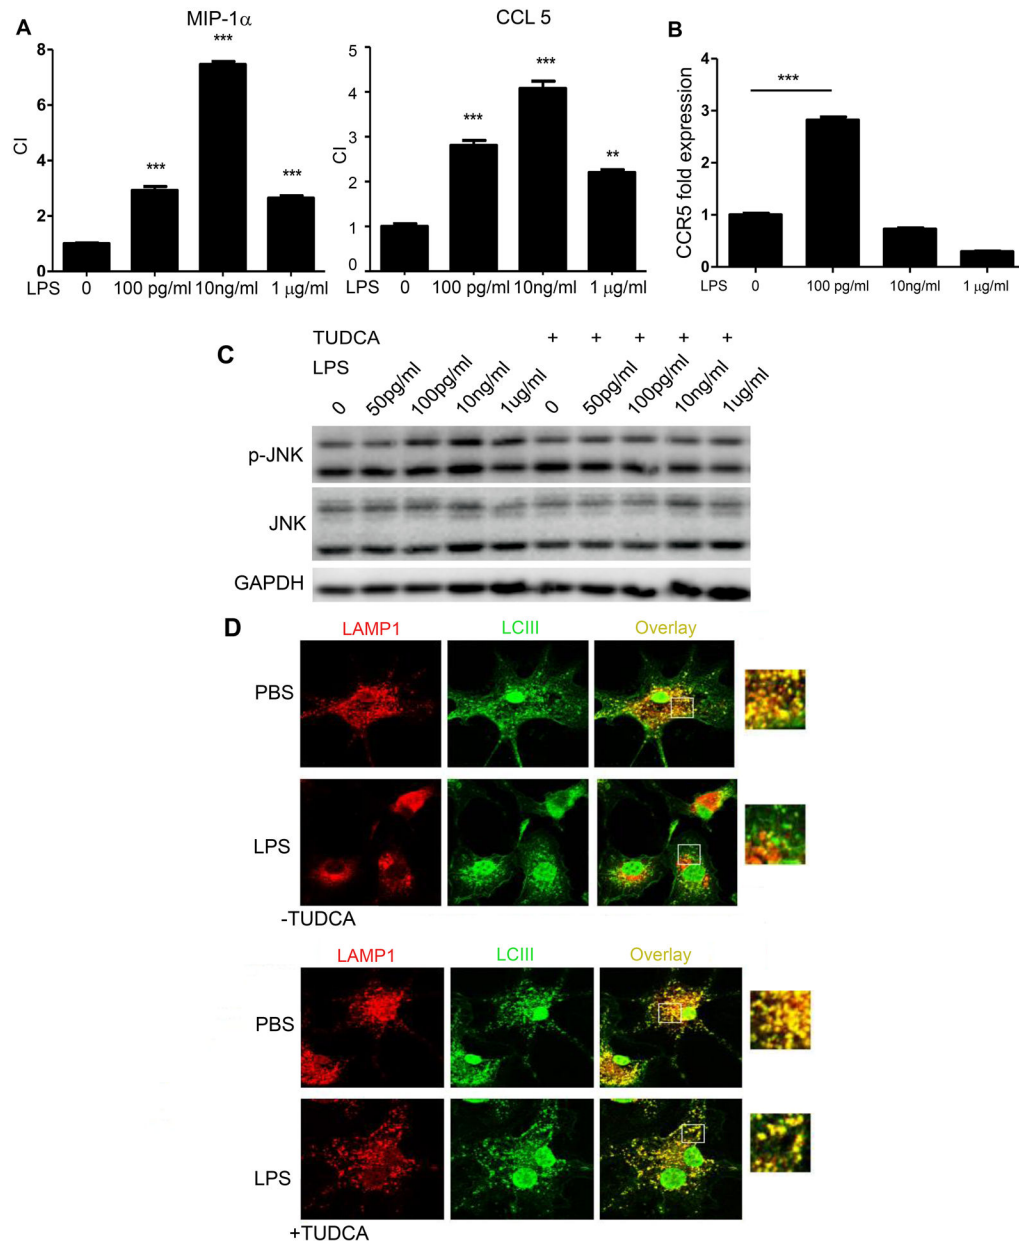 A
MIP-1α
CI
8
6
4
2
0
***
***
***
LPS 0 100 pg/ml 10ng/ml 1 μg/ml
CCL 5
CI
5
4
3
2
1
0
***
***
**
LPS 0 100 pg/ml 10ng/ml 1 μg/ml
B
CCR5 fold expression
4
3
2
1
0
***
LPS 0 100 pg/ml 10ng/ml 1 μg/ml
C
TUDCA + + + + +
LPS 0 50pg/ml 100pg/ml 10ng/ml 1ug/ml 0 50pg/ml 100pg/ml 10ng/ml 1ug/ml
p-JNK
JNK
GAPDH
D
LAMP1 LCIII Overlay
PBS
LPS
-TUDCA
LAMP1 LCIII Overlay
PBS
LPS
+TUDCA